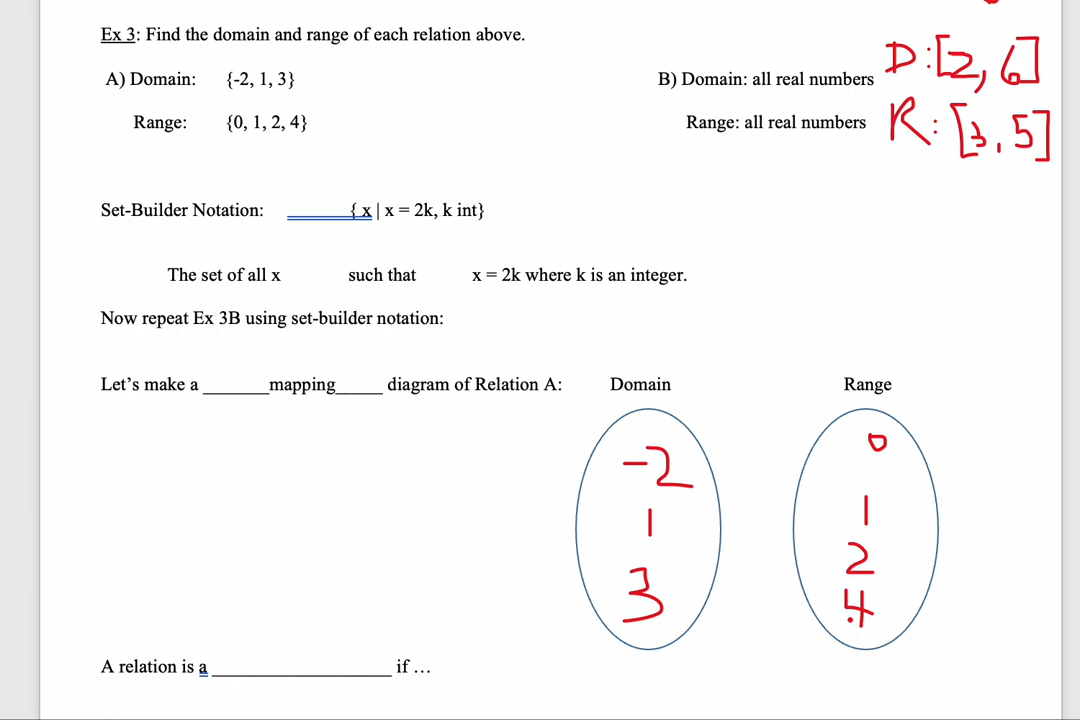 Ex 3: Find the domain and range of each relation above.
A) Domain: {-2, 1, 3} B) Domain: all real numbers D:[2, 6]
Range: {0, 1, 2, 4} Range: all real numbers R: [3, 5]
Set-Builder Notation: ______{ x | x = 2k, k int}
The set of all x such that x = 2k where k is an integer.
Now repeat Ex 3B using set-builder notation:
Let’s make a _______mapping_____ diagram of Relation A: Domain Range
-2 0
1 1
3 2
4
A relation is a ___________________ if …